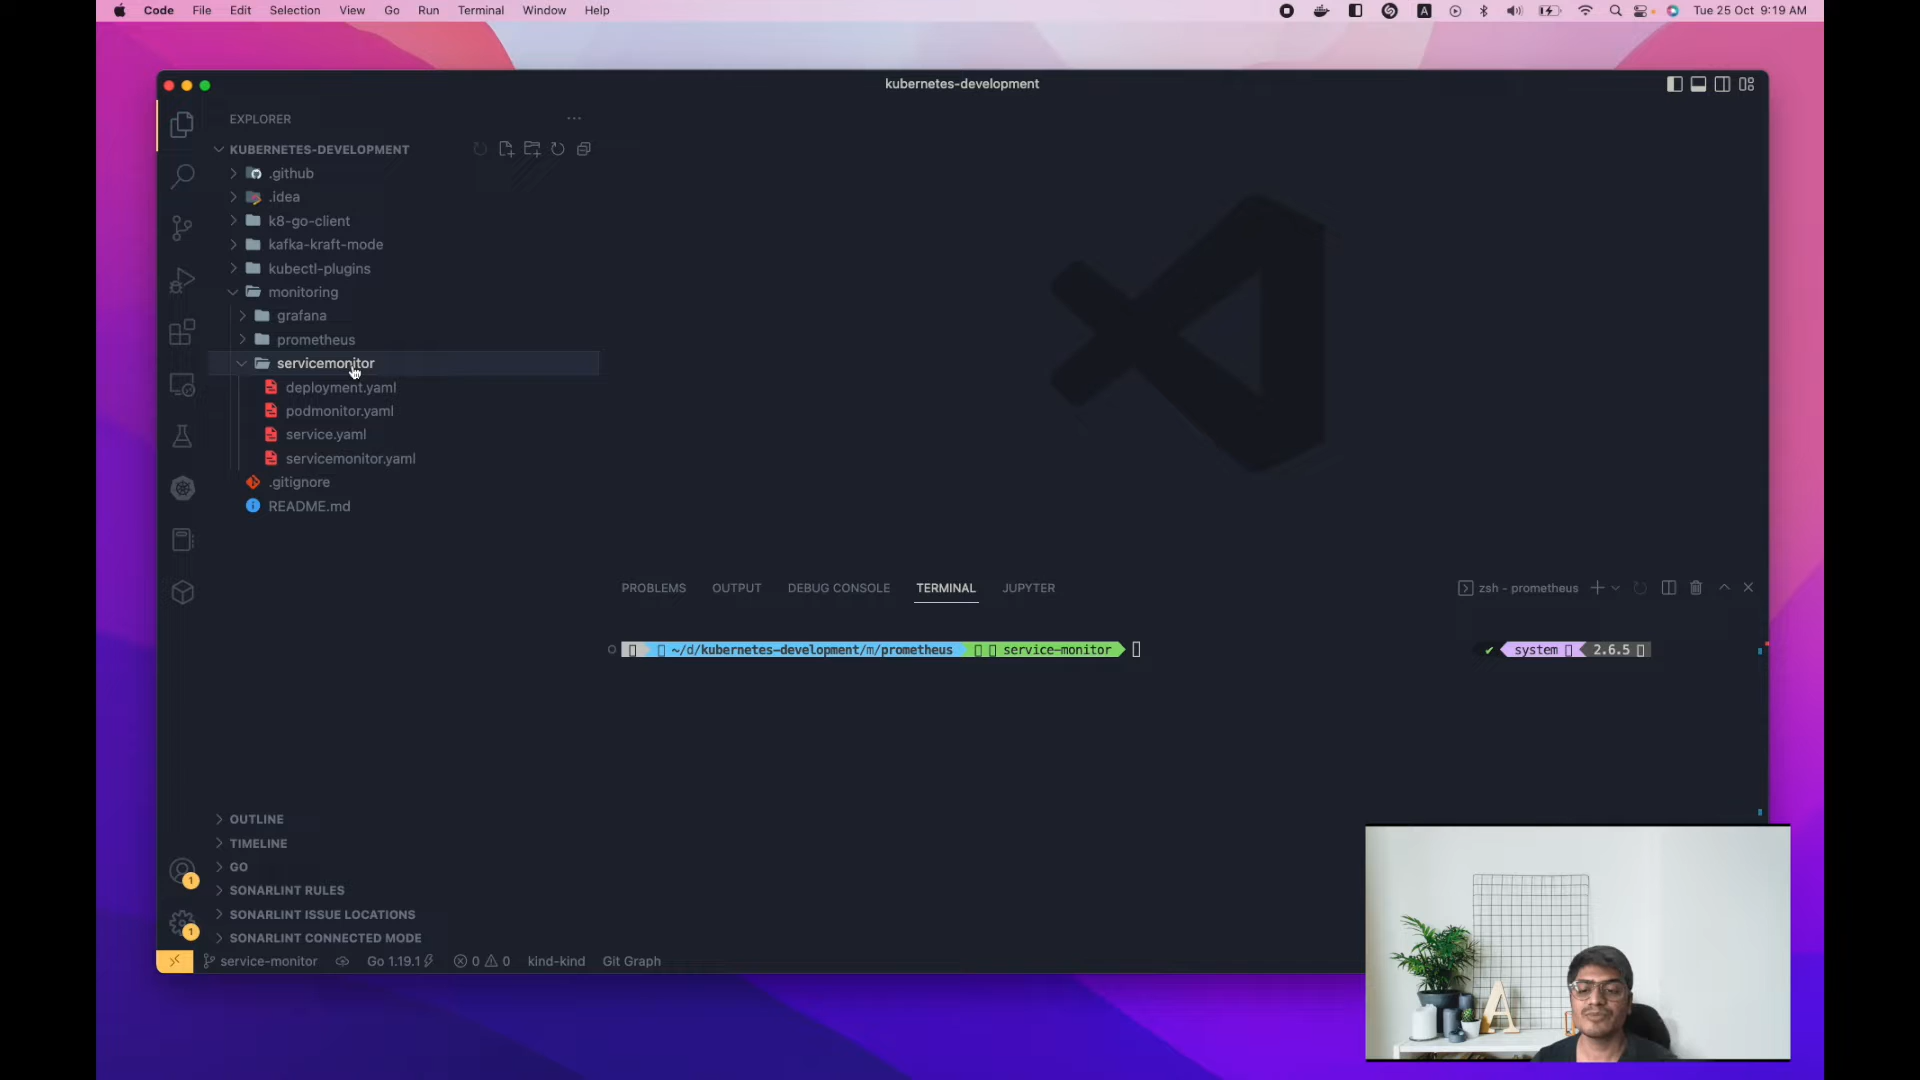 Code File Edit Selection View Go Run Terminal Window Help
A
Tue 25 Oct 9:19 AM
kubernetes-development
EXPLORER
KUBERNETES-DEVELOPMENT
.github
.idea
k8-go-client
kafka-kraft-mode
kubectl-plugins
monitoring
grafana
prometheus
servicemonitor
deployment.yaml
podmonitor.yaml
service.yaml
servicemonitor.yaml
.gitignore
README.md
PROBLEMS OUTPUT DEBUG CONSOLE TERMINAL JUPYTER
zsh - prometheus
~/d/kubernetes-development/m/prometheus service-monitor
system 2.6.5
OUTLINE
TIMELINE
GO
SONARLINT RULES
SONARLINT ISSUE LOCATIONS
SONARLINT CONNECTED MODE
1
1
service-monitor Go 1.19.1 0 0 kind-kind Git Graph
A